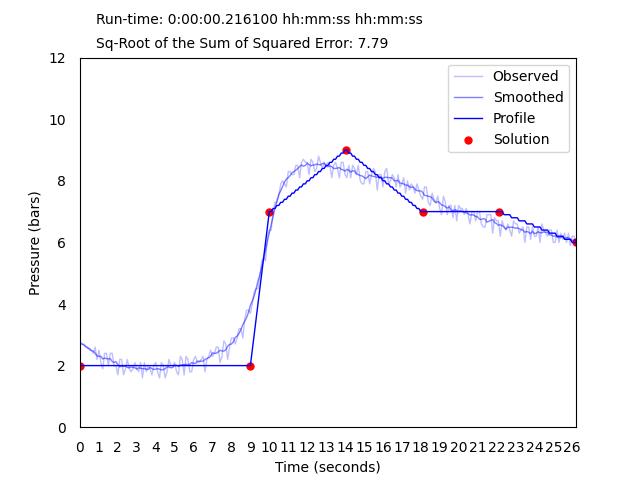 Run-time: 0:00:00.216100 hh:mm:ss hh:mm:ss
Sq-Root of the Sum of Squared Error: 7.79
12
10
8
6
4
2
0
Pressure (bars)
Observed
Smoothed
Profile
Solution
0 1 2 3 4 5 6 7 8 9 10 11 12 13 14 15 16 17 18 19 20 21 22 23 24 25 26
Time (seconds)